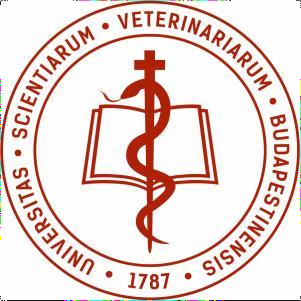 UNIVERSITAS • SCIENTIARUM • VETERINARIARUM • BUDAPESTINENSIS •
1787 •